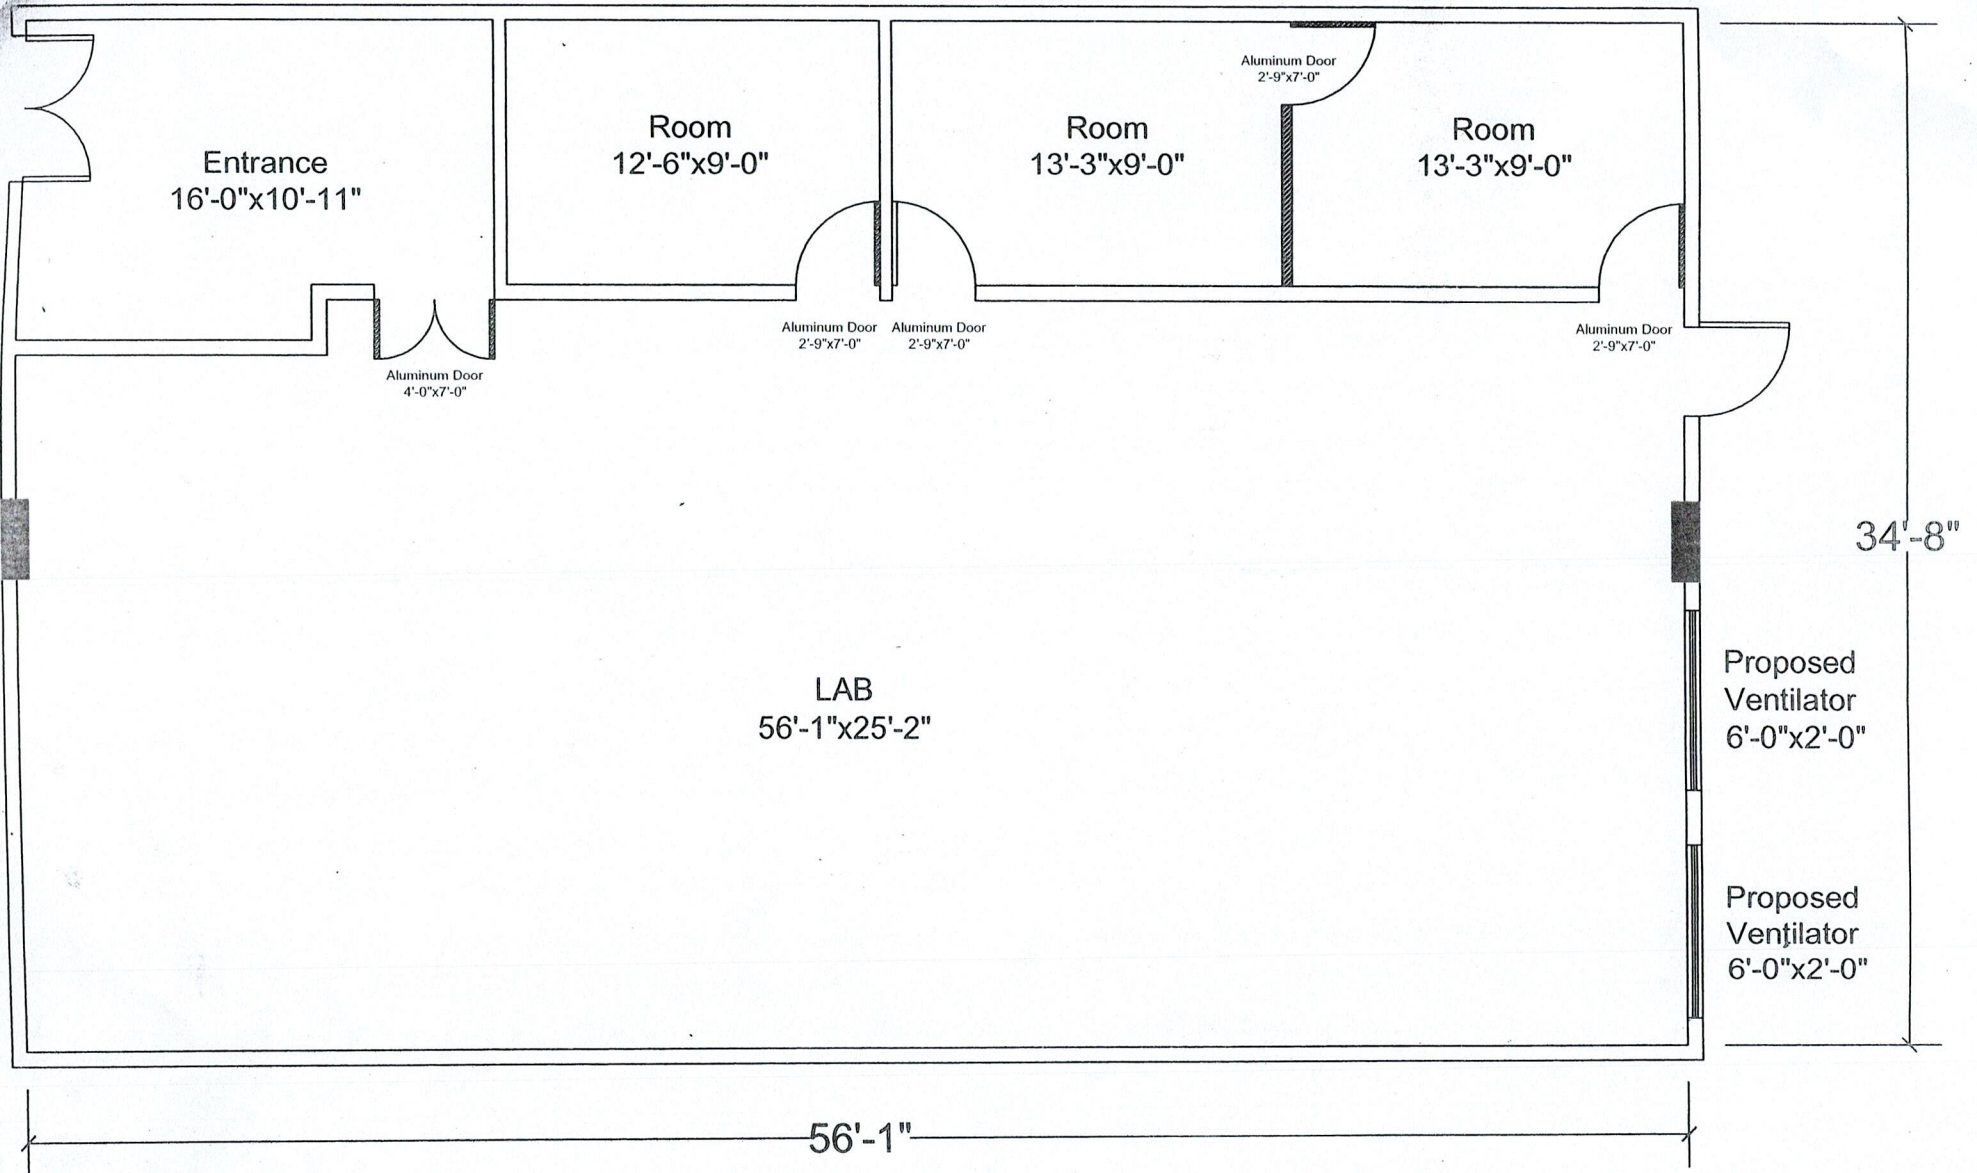 Aluminum Door
2'-9"x7'-0"
Entrance
16'-0"x10'-11"
Room
12'-6"x9'-0"
Room
13'-3"x9'-0"
Room
13'-3"x9'-0"
Aluminum Door
2'-9"x7'-0"
Aluminum Door
2'-9"x7'-0"
Aluminum Door
2'-9"x7'-0"
Aluminum Door
4'-0"x7'-0"
34'-8"
LAB
56'-1"x25'-2"
Proposed
Ventilator
6'-0"x2'-0"
Proposed
Ventilator
6'-0"x2'-0"
56'-1"